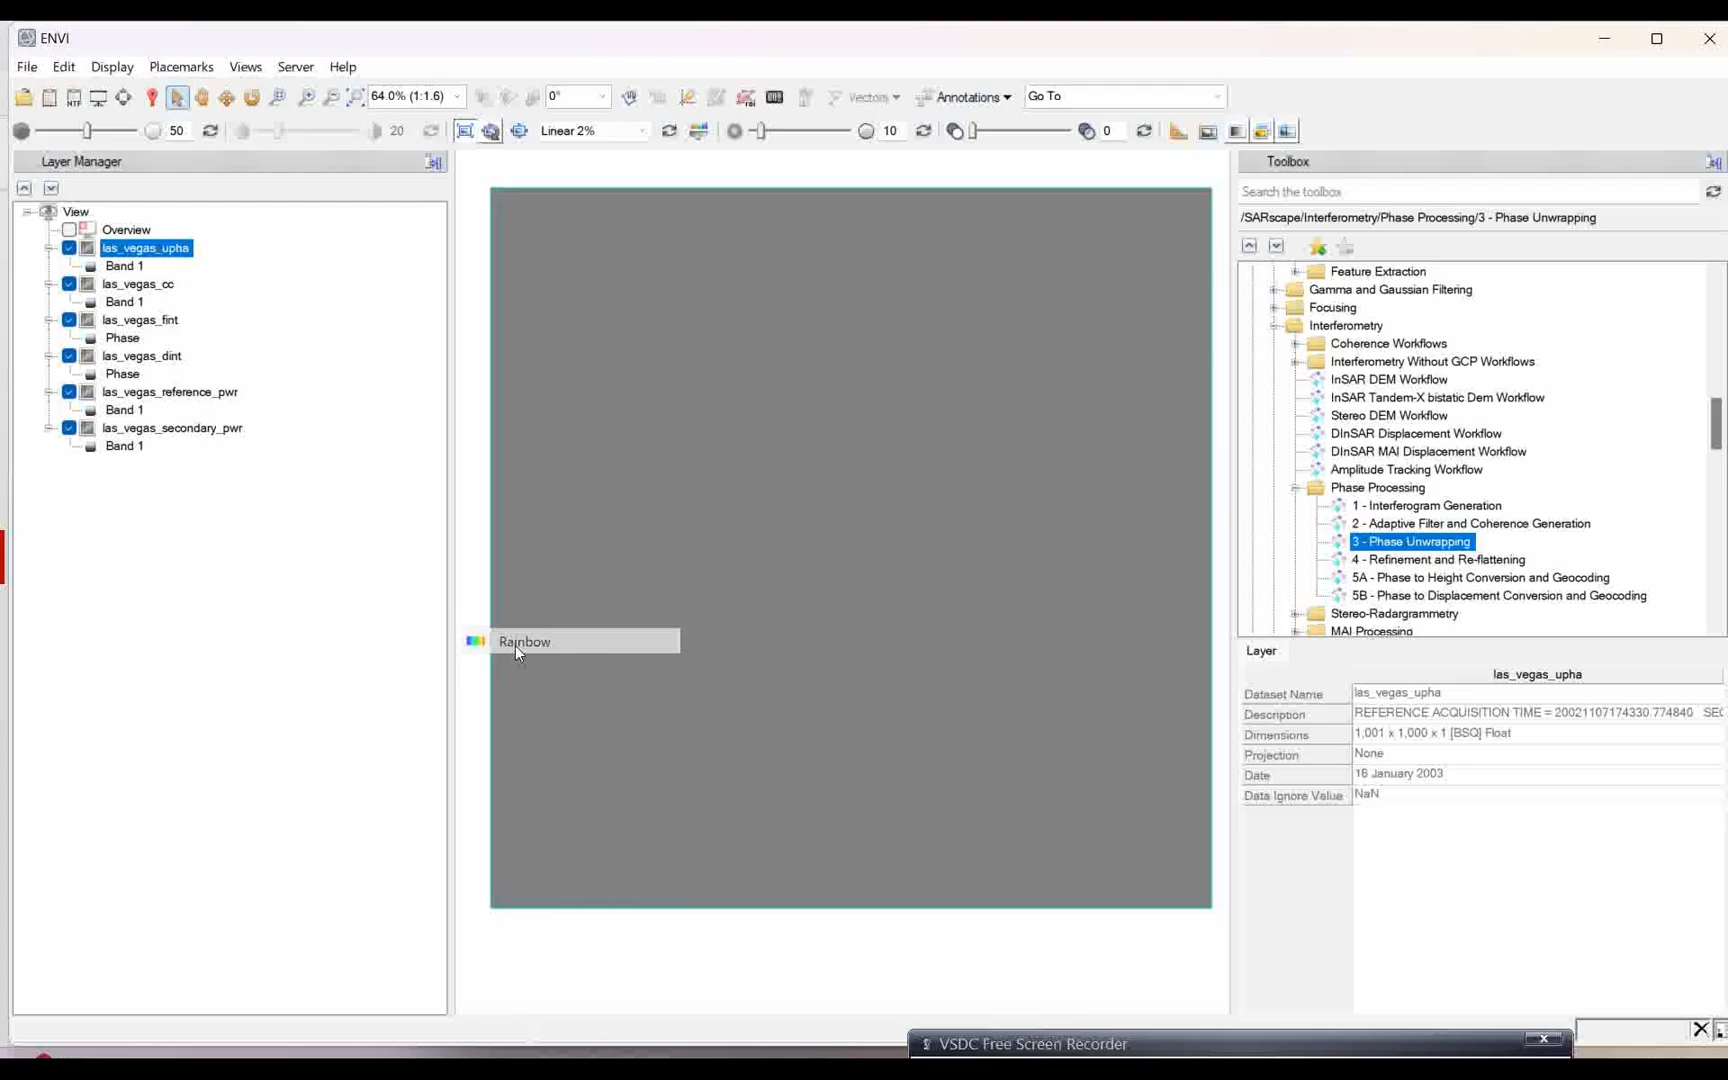 ENVI
File Edit Display Placemarks Views Server Help
64.0% (1:1.6) 0° Vectors Annotations Go To
50 20 Linear 2% 10 0
Layer Manager
View
Overview
las_vegas_upha
Band 1
las_vegas_cc
Band 1
las_vegas_fint
Phase
las_vegas_dint
Phase
las_vegas_reference_pwr
Band 1
las_vegas_secondary_pwr
Band 1
Rainbow
Toolbox
Search the toolbox
/SARscape/Interferometry/Phase Processing/3 - Phase Unwrapping
Feature Extraction
Gamma and Gaussian Filtering
Focusing
Interferometry
Coherence Workflows
Interferometry Without GCP Workflows
InSAR DEM Workflow
InSAR Tandem-X bistatic Dem Workflow
Stereo DEM Workflow
DInSAR Displacement Workflow
DInSAR MAI Displacement Workflow
Amplitude Tracking Workflow
Phase Processing
1 - Interferogram Generation
2 - Adaptive Filter and Coherence Generation
3 - Phase Unwrapping
4 - Refinement and Re-flattening
5A - Phase to Height Conversion and Geocoding
5B - Phase to Displacement Conversion and Geocoding
Stereo-Radargrammetry
MAI Processing
Layer
las_vegas_upha
Dataset Name las_vegas_upha
Description REFERENCE ACQUISITION TIME = 20021107174330.774840 SEC
Dimensions 1,001 x 1,000 x 1 [BSQ] Float
Projection None
Date 16 January 2003
Data Ignore Value NaN
VSDC Free Screen Recorder